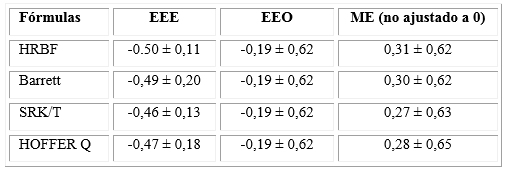 Fórmulas EEE EEO ME (no ajustado a 0)
HRBF -0.50 ± 0,11 -0,19 ± 0,62 0,31 ± 0,62
Barrett -0,49 ± 0,20 -0,19 ± 0,62 0,30 ± 0,62
SRK/T -0,46 ± 0,13 -0,19 ± 0,62 0,27 ± 0,63
HOFFER Q -0,47 ± 0,18 -0,19 ± 0,62 0,28 ± 0,65